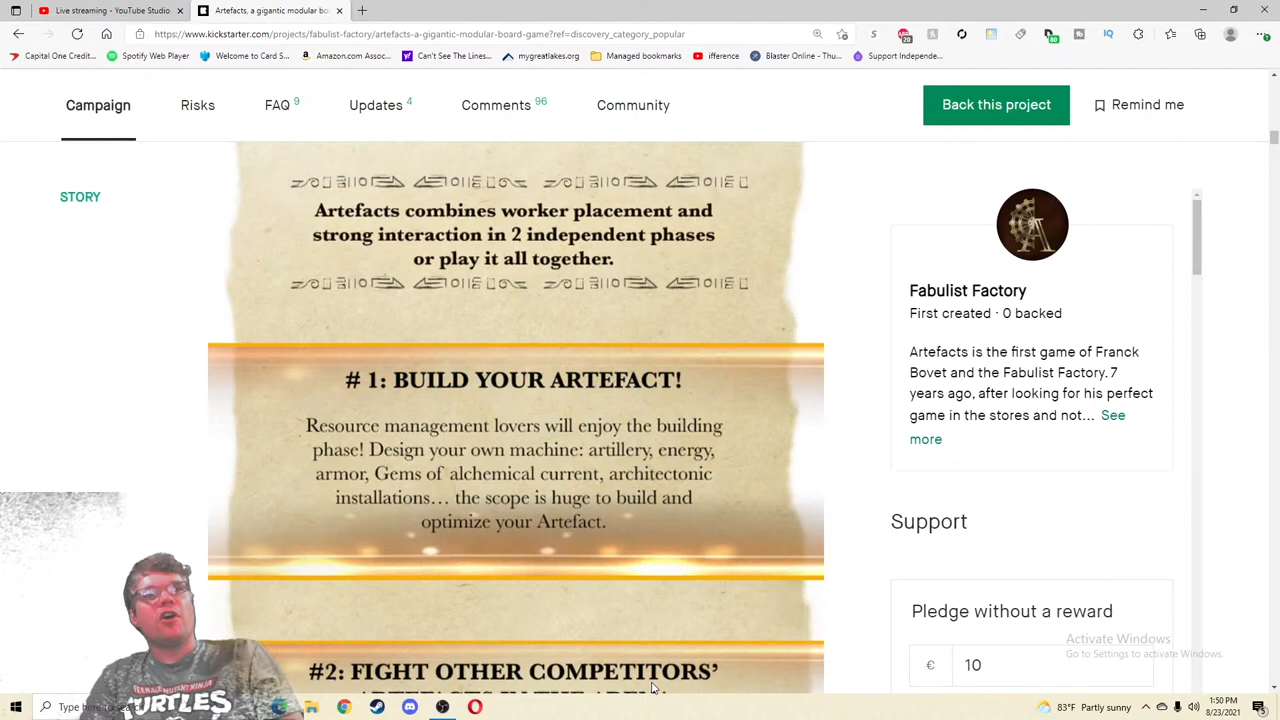 Live streaming - YouTube Studio
Artefacts, a gigantic modular bo
https://www.kickstarter.com/projects/fabulist-factory/artefacts-a-gigantic-modular-board-game?ref=discovery_category_popular
Capital One Credit...
Spotify Web Player
Welcome to Card S...
Amazon.com Assoc...
Can't See The Lines...
mygreatlakes.org
Managed bookmarks
ifference
Blaster Online - Thu...
Support Independe...
Campaign
Risks
FAQ 9
Updates 4
Comments 96
Community
Back this project
Remind me
STORY
Artefacts combines worker placement and
strong interaction in 2 independent phases
or play it all together.
# 1: BUILD YOUR ARTEFACT!
Resource management lovers will enjoy the building
phase! Design your own machine: artillery, energy,
armor, Gems of alchemical current, architectonic
installations… the scope is huge to build and
optimize your Artefact.
#2: FIGHT OTHER COMPETITORS'
Fabulist Factory
First created · 0 backed
Artefacts is the first game of Franck
Bovet and the Fabulist Factory. 7
years ago, after looking for his perfect
game in the stores and not... See
more
Support
Pledge without a reward
€ 10
Activate Windows
Go to Settings to activate Windows.
TEENAGE MUTANT NINJA
TURTLES
Type here to search
83°F Partly sunny
1:50 PM
8/23/2021